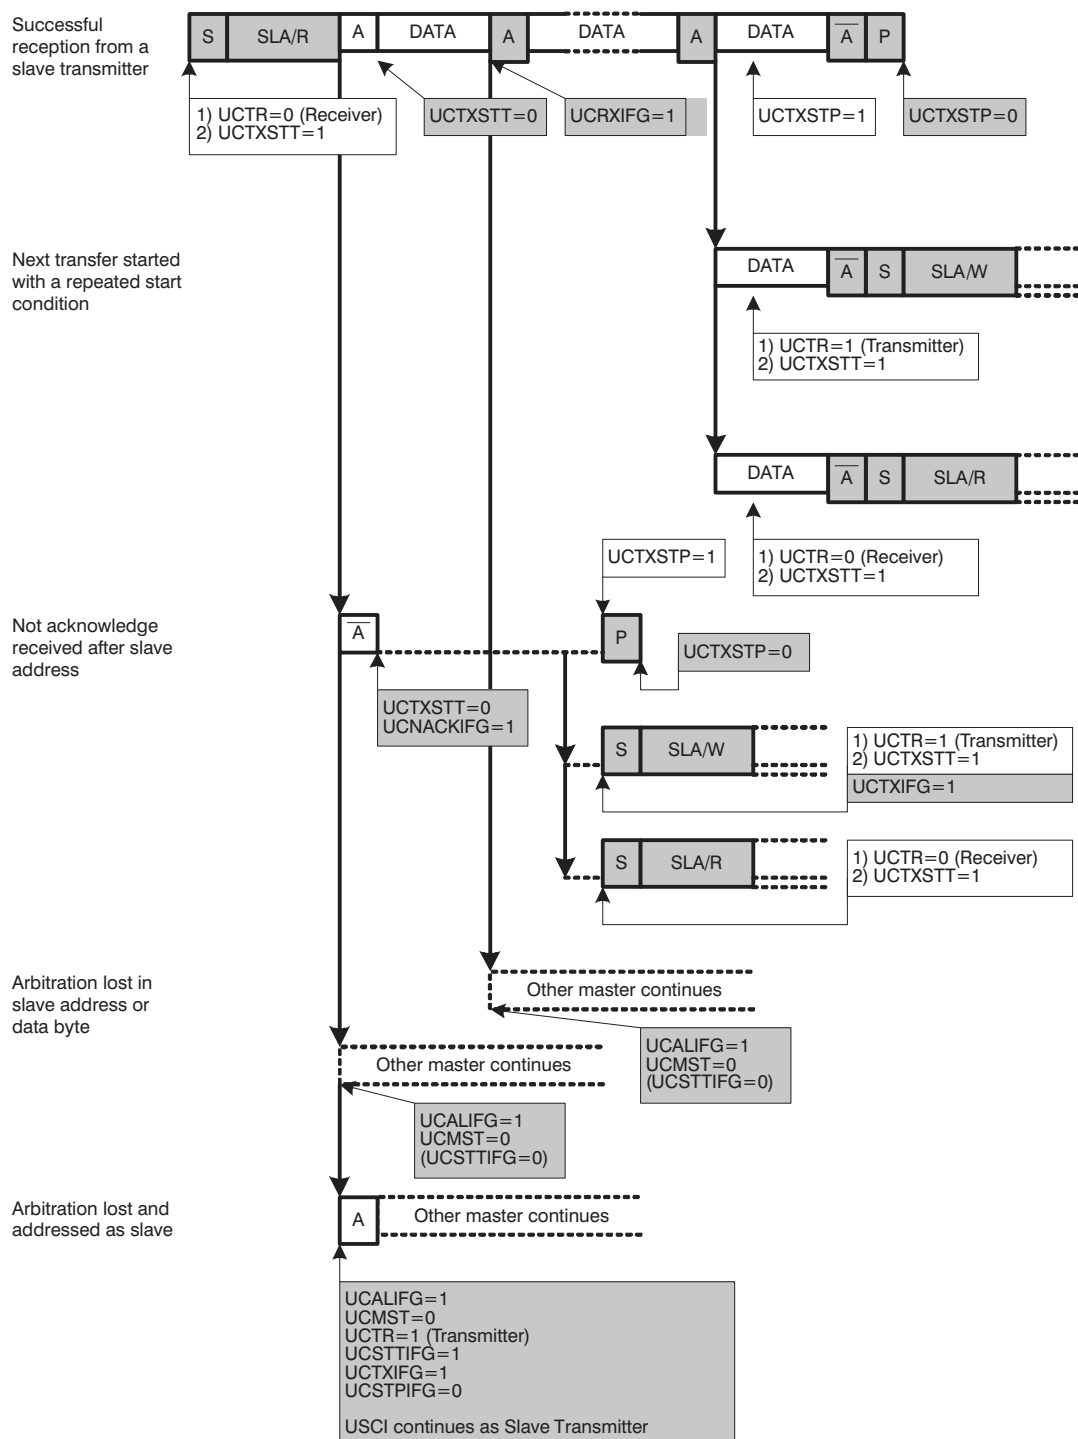 Successful
reception from a
slave transmitter
S SLA/R A DATA A DATA A DATA A P
1) UCTR=0 (Receiver)
2) UCTXSTT=1
UCTXSTT=0
UCRXIFG=1
UCTXSTP=1
UCTXSTP=0
Next transfer started
with a repeated start
condition
DATA A S SLA/W
1) UCTR=1 (Transmitter)
2) UCTXSTT=1
DATA A S SLA/R
1) UCTR=0 (Receiver)
2) UCTXSTT=1
UCTXSTP=1
Not acknowledge
received after slave
address
A
P
UCTXSTP=0
UCTXSTT=0
UCNACKIFG=1
S SLA/W
1) UCTR=1 (Transmitter)
2) UCTXSTT=1
UCTXIFG=1
S SLA/R
1) UCTR=0 (Receiver)
2) UCTXSTT=1
Arbitration lost in
slave address or
data byte
Other master continues
UCALIFG=1
UCMST=0
(UCSTTIFG=0)
Other master continues
UCALIFG=1
UCMST=0
(UCSTTIFG=0)
Arbitration lost and
addressed as slave
A Other master continues
UCALIFG=1
UCMST=0
UCTR=1 (Transmitter)
UCSTTIFG=1
UCTXIFG=1
UCSTPIFG=0
USCI continues as Slave Transmitter